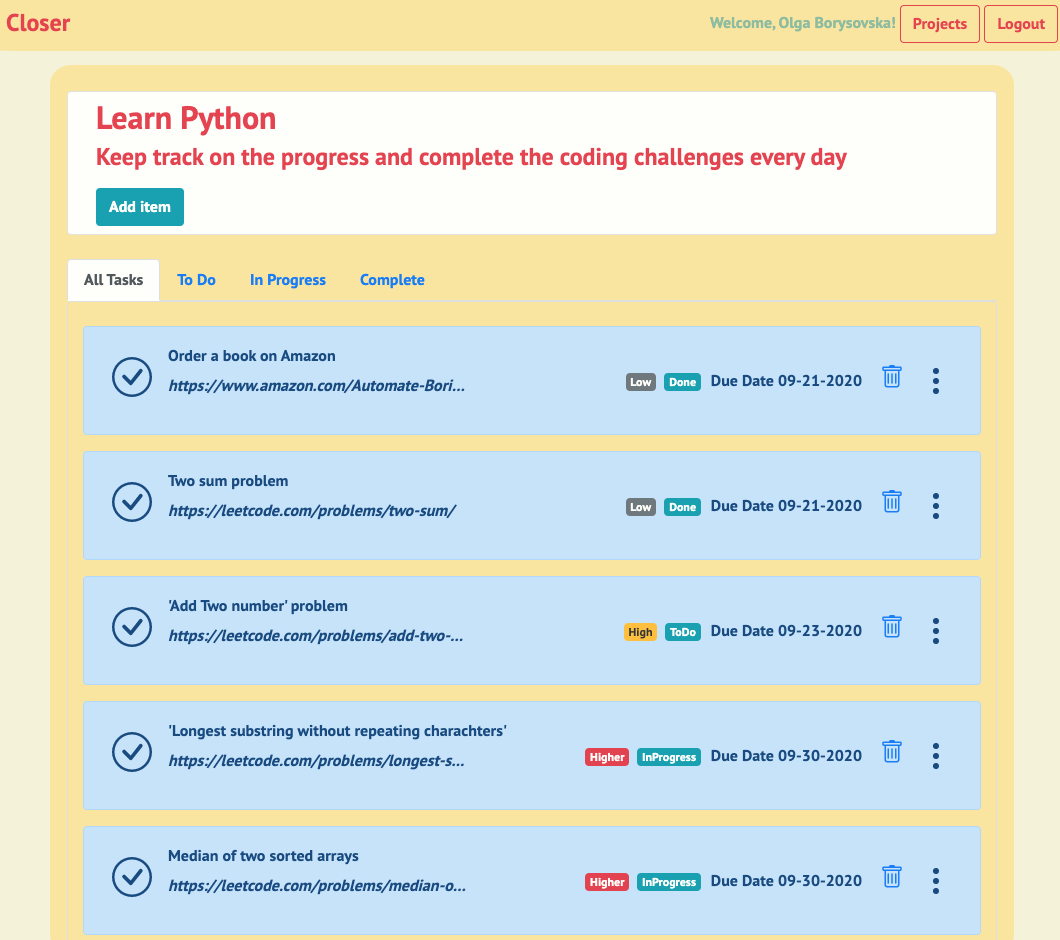 Closer
Welcome, Olga Borysovska! Projects Logout
Learn Python
Keep track on the progress and complete the coding challenges every day
Add item
All Tasks To Do In Progress Complete
Order a book on Amazon
https://www.amazon.com/Automate-Bori...
Low Done Due Date 09-21-2020
Two sum problem
https://leetcode.com/problems/two-sum/
Low Done Due Date 09-21-2020
'Add Two number' problem
https://leetcode.com/problems/add-two-...
High ToDo Due Date 09-23-2020
'Longest substring without repeating charachters'
https://leetcode.com/problems/longest-s...
Higher InProgress Due Date 09-30-2020
Median of two sorted arrays
https://leetcode.com/problems/median-o...
Higher InProgress Due Date 09-30-2020